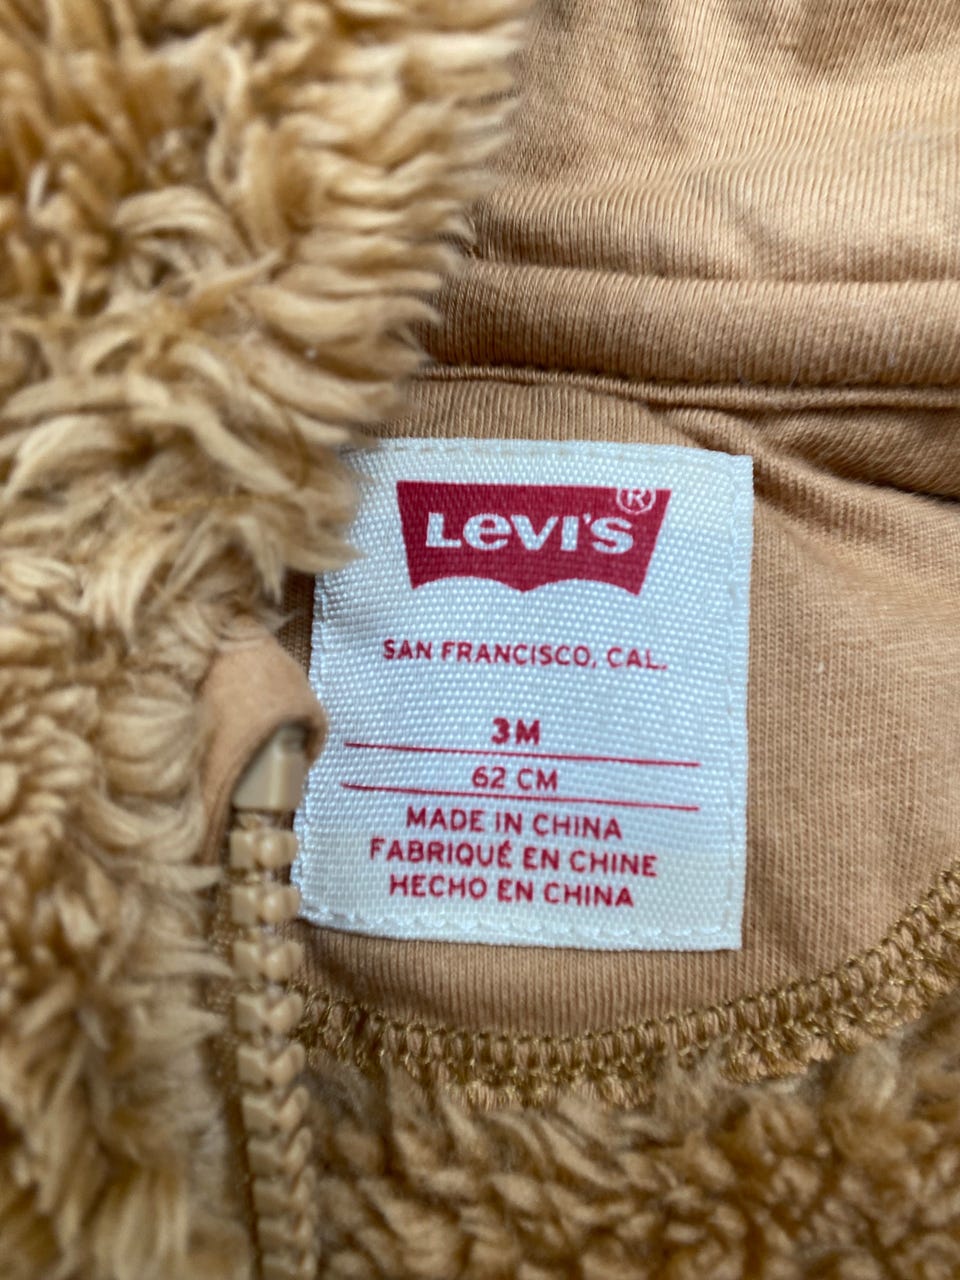 LEVI'S®
SAN FRANCISCO, CAL.
3M
62 CM
MADE IN CHINA
FABRIQUÉ EN CHINE
HECHO EN CHINA